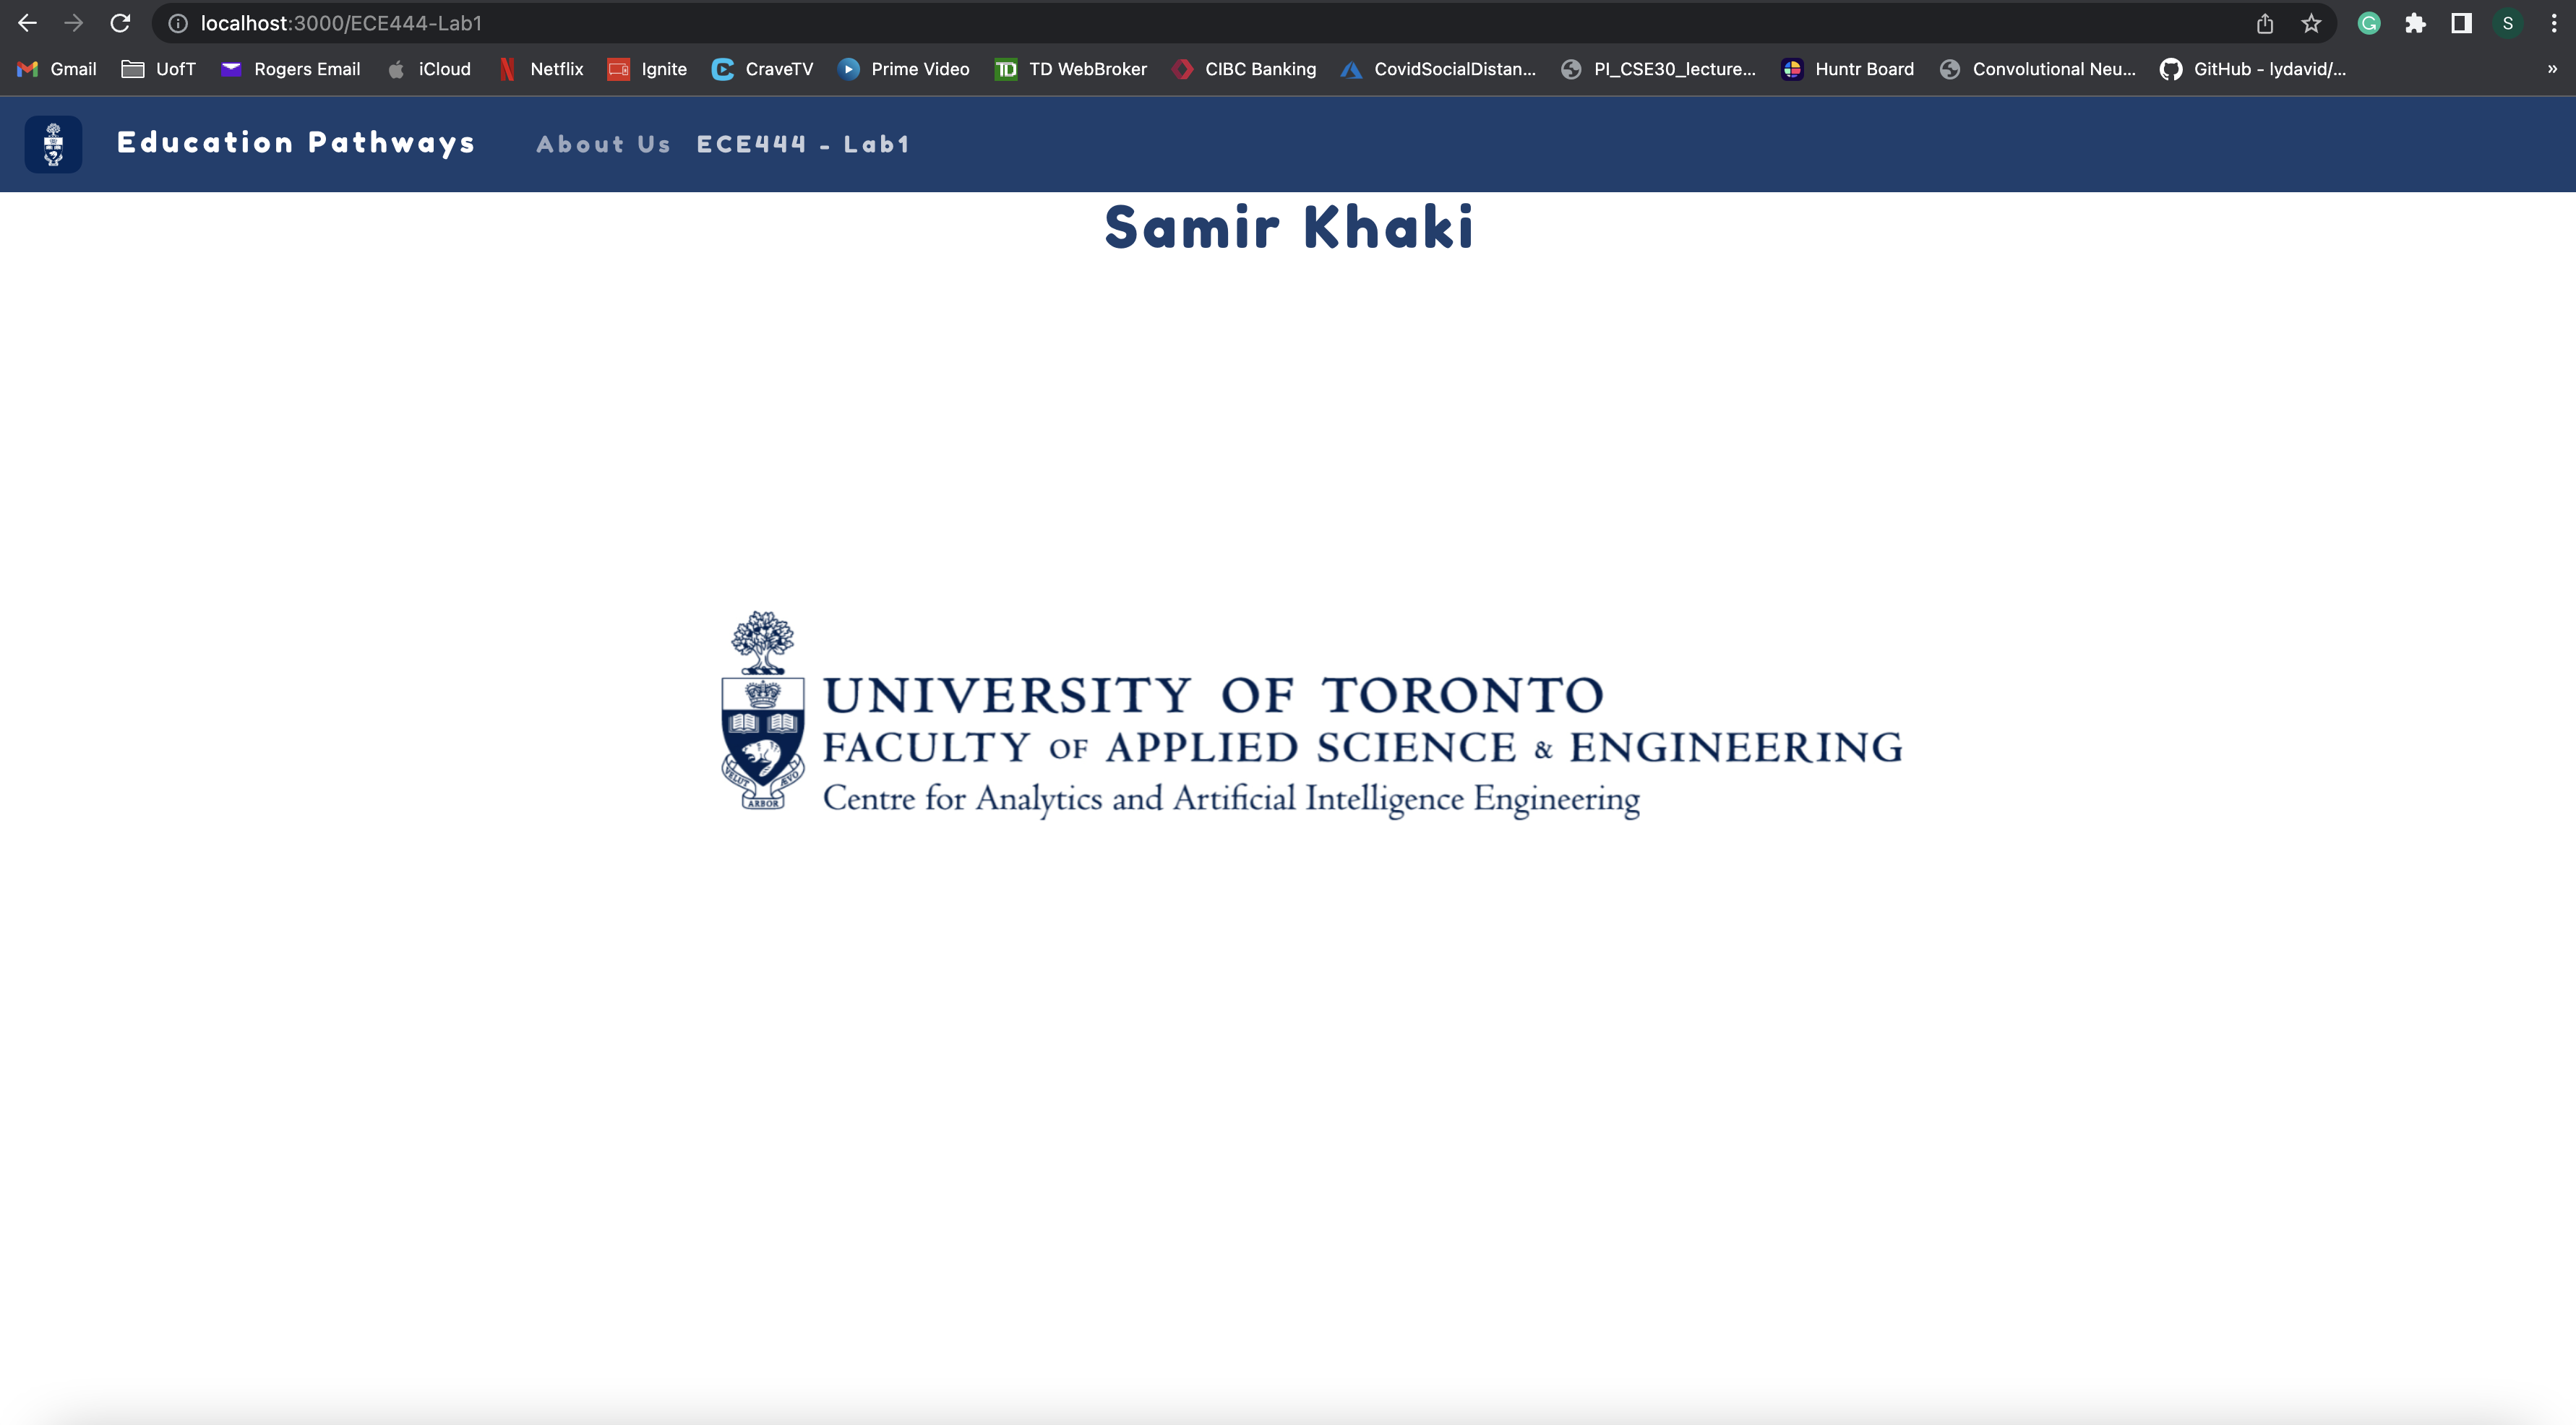 localhost:3000/ECE444-Lab1
Gmail UofT Rogers Email iCloud Netflix Ignite CraveTV Prime Video TD TD WebBroker CIBC Banking CovidSocialDistan... PI_CSE30_lecture... Huntr Board Convolutional Neu... GitHub - lydavid/... »
Education Pathways About Us ECE444 - Lab1
Samir Khaki
UNIVERSITY OF TORONTO
FACULTY OF APPLIED SCIENCE & ENGINEERING
Centre for Analytics and Artificial Intelligence Engineering
VELUT ARBOR ÆVO